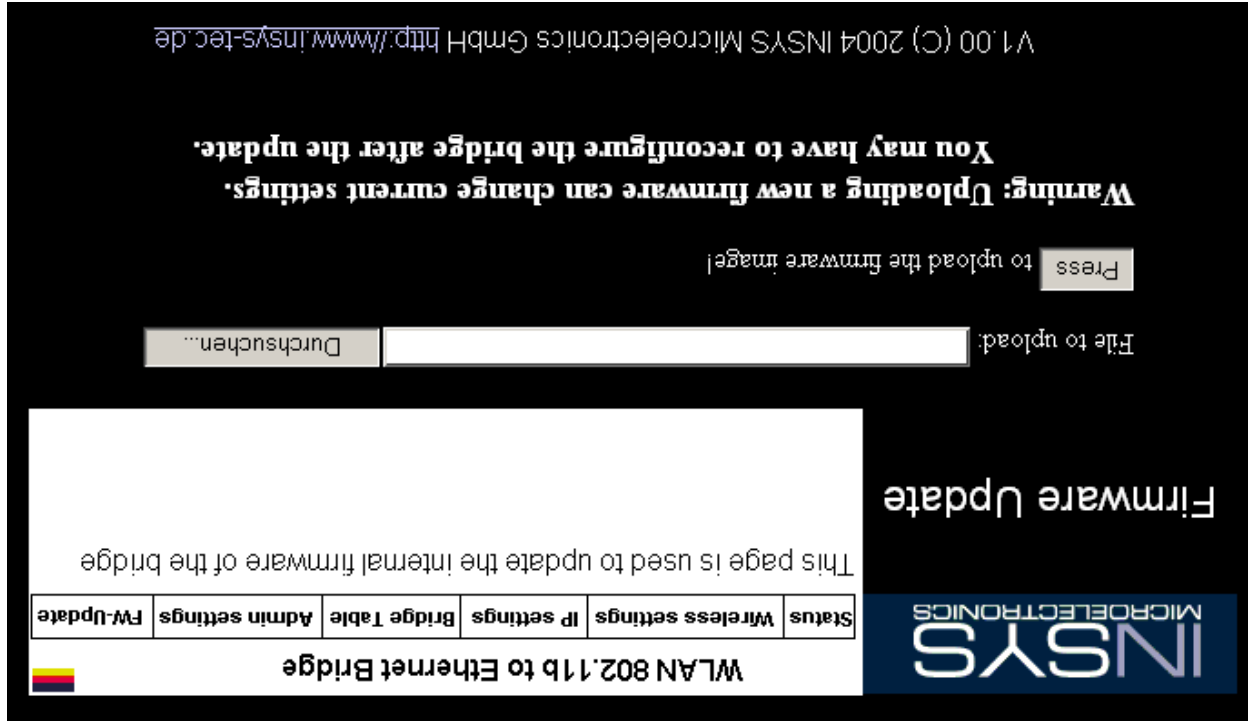 INSYS
MICROELECTRONICS
WLAN 802.11b to Ethernet Bridge
Status Wireless settings IP settings Bridge Table Admin settings FW-Update
This page is used to update the internal firmware of the bridge
Firmware Update
File to upload: Durchsuchen...
Press to upload the firmware image!
Warning: Uploading a new firmware can change current settings.
You may have to reconfigure the bridge after the update.
V1.00 (C) 2004 INSYS Microelectronics GmbH http://www.insys-tec.de